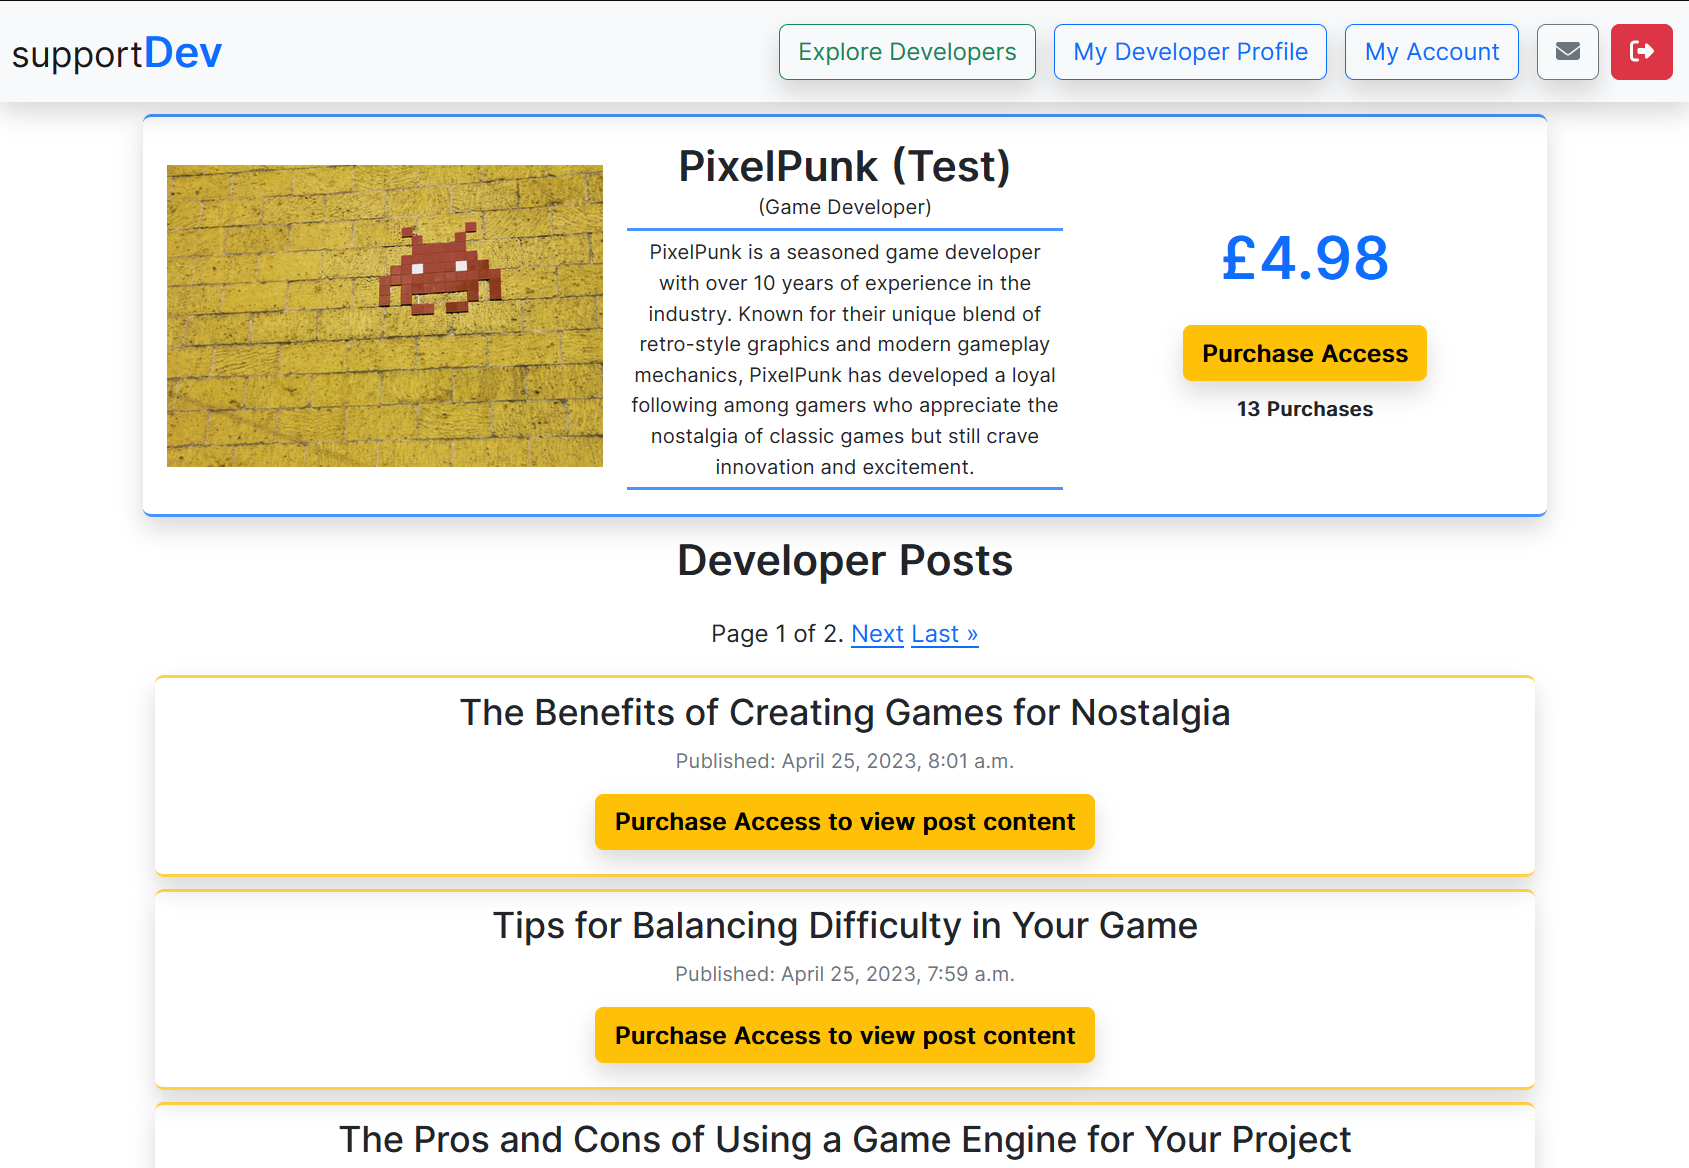 supportDev
Explore Developers
My Developer Profile
My Account
PixelPunk (Test)
(Game Developer)
PixelPunk is a seasoned game developer
with over 10 years of experience in the
industry. Known for their unique blend of
retro-style graphics and modern gameplay
mechanics, PixelPunk has developed a loyal
following among gamers who appreciate the
nostalgia of classic games but still crave
innovation and excitement.
£4.98
Purchase Access
13 Purchases
Developer Posts
Page 1 of 2. Next Last »
The Benefits of Creating Games for Nostalgia
Published: April 25, 2023, 8:01 a.m.
Purchase Access to view post content
Tips for Balancing Difficulty in Your Game
Published: April 25, 2023, 7:59 a.m.
Purchase Access to view post content
The Pros and Cons of Using a Game Engine for Your Project